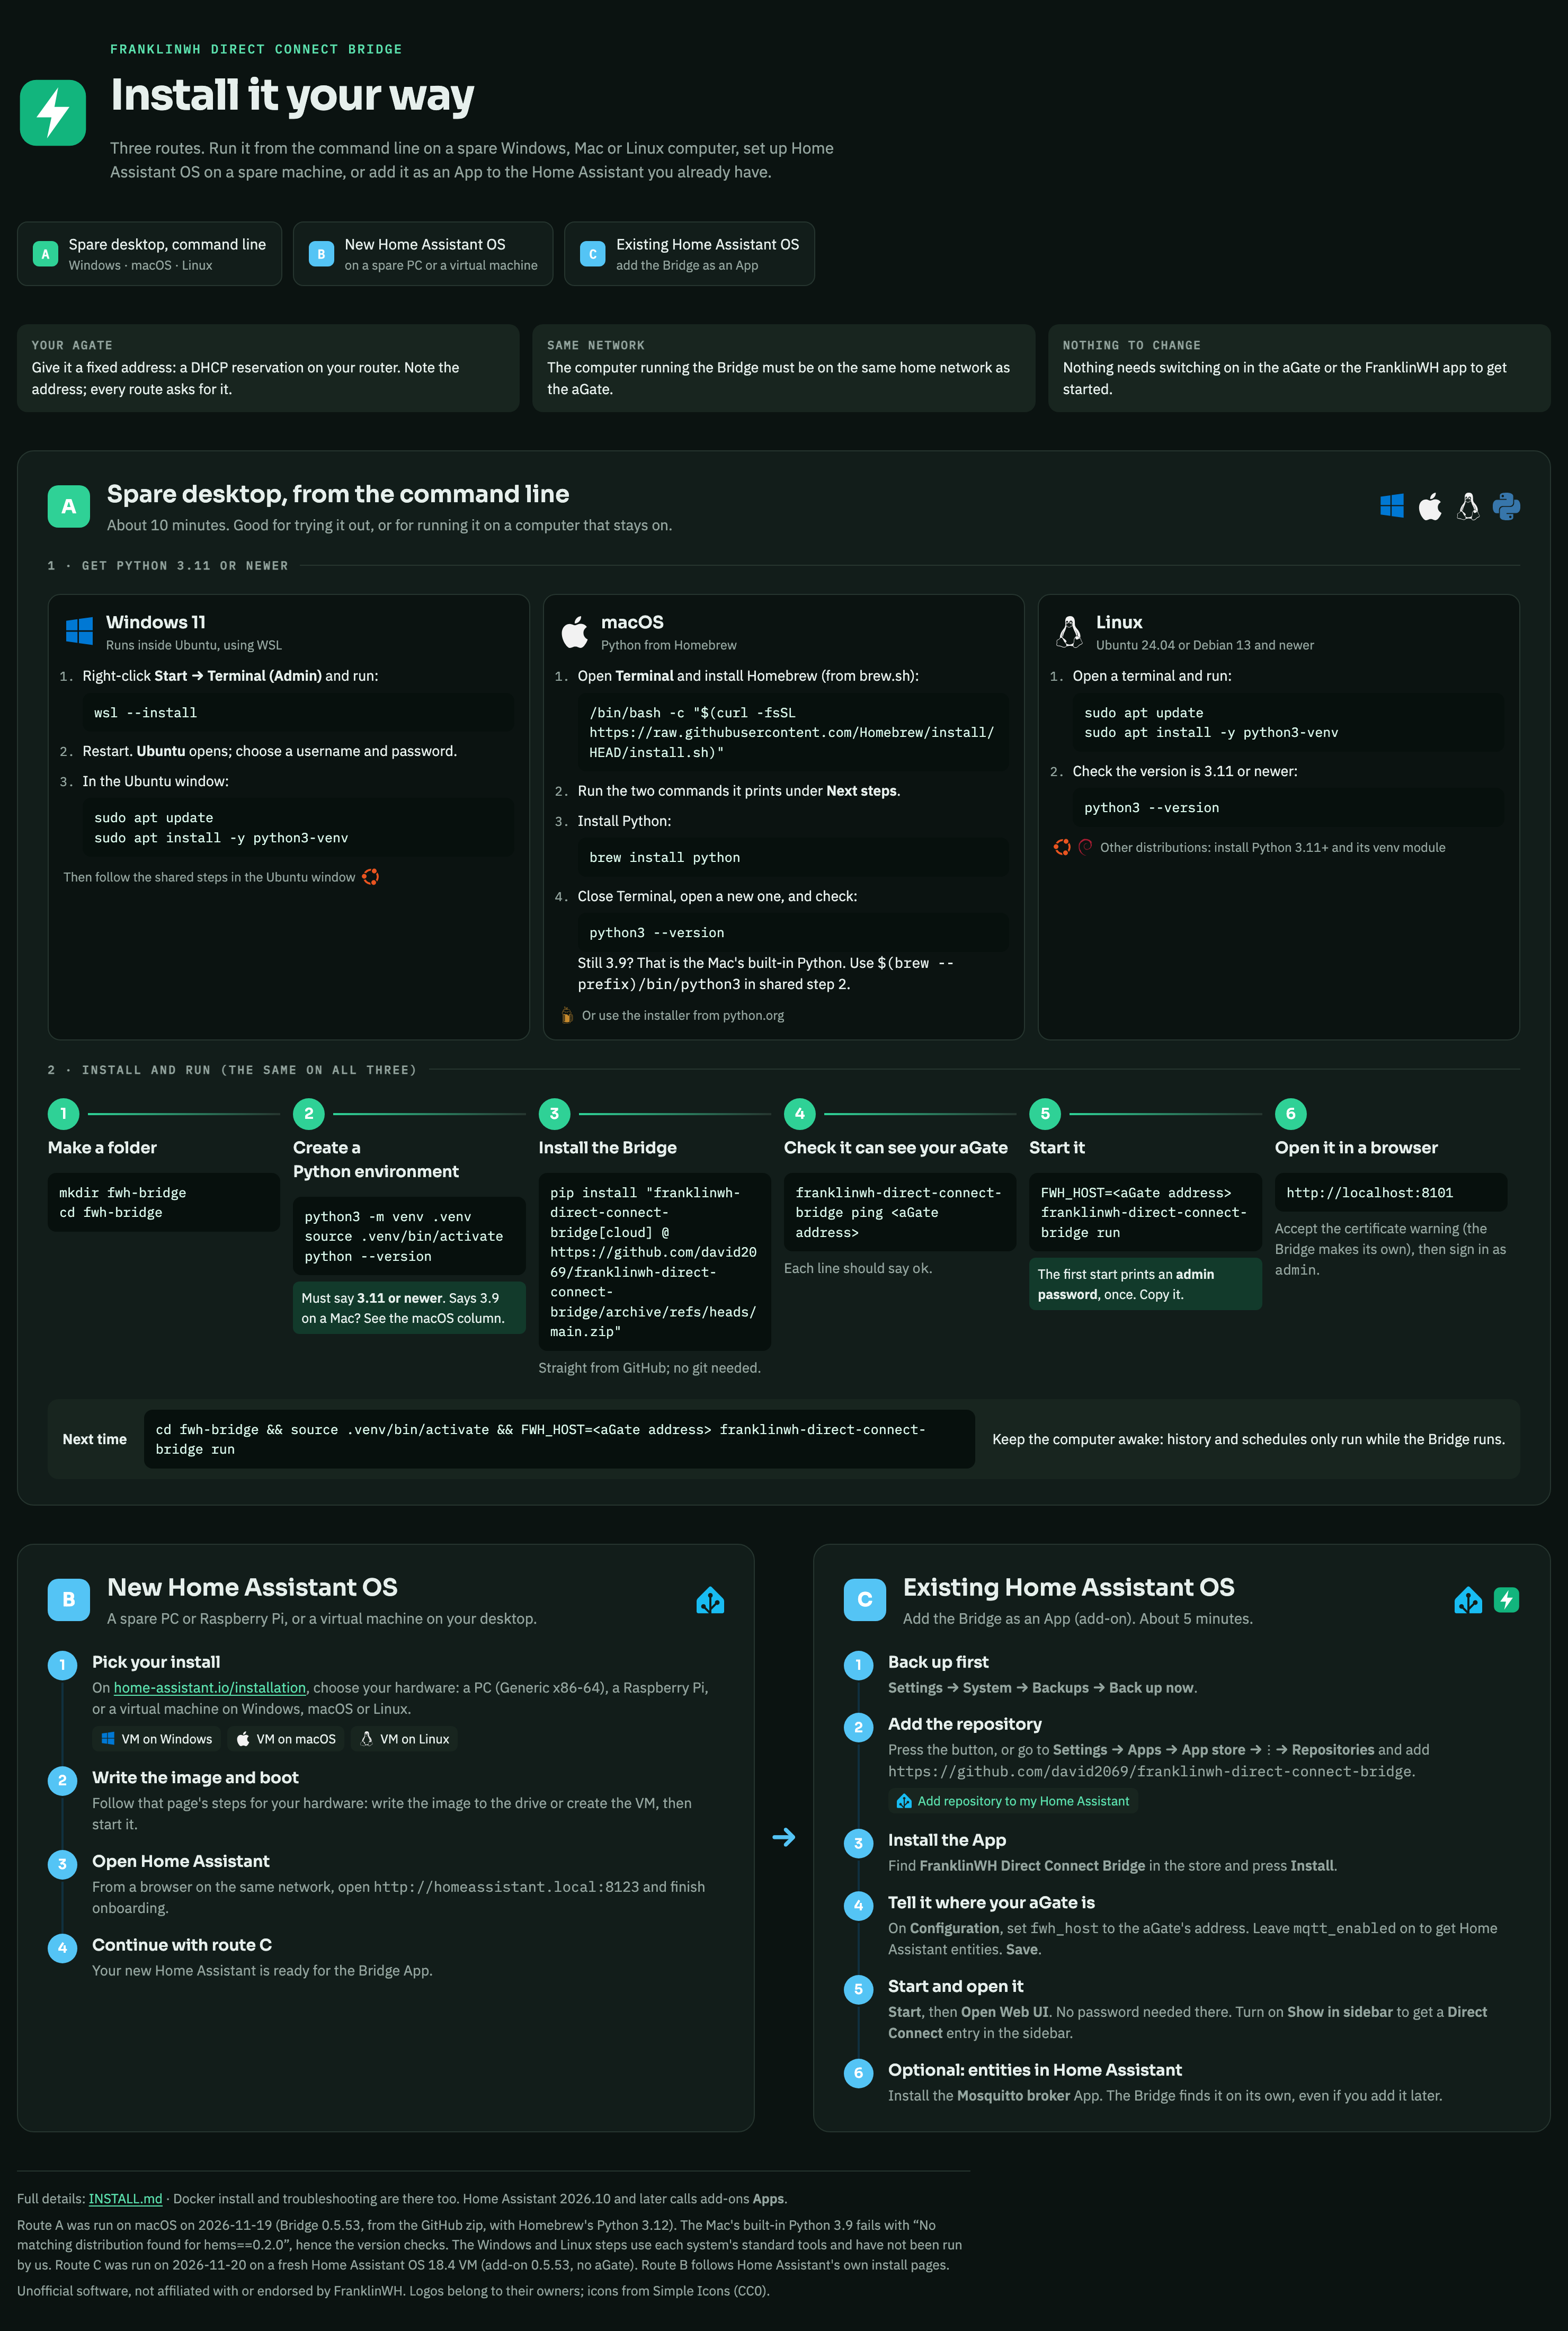 FRANKLINWH DIRECT CONNECT BRIDGE
Install it your way
Three routes. Run it from the command line on a spare Windows, Mac or Linux computer, set up Home
Assistant OS on a spare machine, or add it as an App to the Home Assistant you already have.
A
Spare desktop, command line
Windows · macOS · Linux
B
New Home Assistant OS
on a spare PC or a virtual machine
C
Existing Home Assistant OS
add the Bridge as an App
YOUR AGATE
Give it a fixed address: a DHCP reservation on your router. Note the
address; every route asks for it.
SAME NETWORK
The computer running the Bridge must be on the same home network as
the aGate.
NOTHING TO CHANGE
Nothing needs switching on in the aGate or the FranklinWH app to get
started.
A
Spare desktop, from the command line
About 10 minutes. Good for trying it out, or for running it on a computer that stays on.
1 · GET PYTHON 3.11 OR NEWER
Windows 11
Runs inside Ubuntu, using WSL
1. Right-click Start → Terminal (Admin) and run:
wsl --install
2. Restart. Ubuntu opens; choose a username and password.
3. In the Ubuntu window:
sudo apt update
sudo apt install -y python3-venv
Then follow the shared steps in the Ubuntu window
macOS
Python from Homebrew
1. Open Terminal and install Homebrew (from brew.sh):
/bin/bash -c "$(curl -fsSL
https://raw.githubusercontent.com/Homebrew/install/
HEAD/install.sh)"
2. Run the two commands it prints under Next steps.
3. Install Python:
brew install python
4. Close Terminal, open a new one, and check:
python3 --version
Still 3.9? That is the Mac's built-in Python. Use $(brew --
prefix)/bin/python3 in shared step 2.
Or use the installer from python.org
Linux
Ubuntu 24.04 or Debian 13 and newer
1. Open a terminal and run:
sudo apt update
sudo apt install -y python3-venv
2. Check the version is 3.11 or newer:
python3 --version
Other distributions: install Python 3.11+ and its venv module
2 · INSTALL AND RUN (THE SAME ON ALL THREE)
1
Make a folder
mkdir fwh-bridge
cd fwh-bridge
2
Create a
Python environment
python3 -m venv .venv
source .venv/bin/activate
python --version
Must say 3.11 or newer. Says 3.9
on a Mac? See the macOS column.
3
Install the Bridge
pip install "franklinwh-
direct-connect-
bridge[cloud] @
https://github.com/david20
69/franklinwh-direct-
connect-
bridge/archive/refs/heads/
main.zip"
Straight from GitHub; no git needed.
4
Check it can see your aGate
franklinwh-direct-connect-
bridge ping <aGate
address>
Each line should say ok.
5
Start it
FWH_HOST=<aGate address>
franklinwh-direct-connect-
bridge run
The first start prints an admin
password, once. Copy it.
6
Open it in a browser
http://localhost:8101
Accept the certificate warning (the
Bridge makes its own), then sign in as
admin.
Next time
cd fwh-bridge && source .venv/bin/activate && FWH_HOST=<aGate address> franklinwh-direct-connect-
bridge run
Keep the computer awake: history and schedules only run while the Bridge runs.
B
New Home Assistant OS
A spare PC or Raspberry Pi, or a virtual machine on your desktop.
1
Pick your install
On home-assistant.io/installation, choose your hardware: a PC (Generic x86-64), a Raspberry Pi,
or a virtual machine on Windows, macOS or Linux.
VM on Windows
VM on macOS
VM on Linux
2
Write the image and boot
Follow that page's steps for your hardware: write the image to the drive or create the VM, then
start it.
3
Open Home Assistant
From a browser on the same network, open http://homeassistant.local:8123 and finish
onboarding.
4
Continue with route C
Your new Home Assistant is ready for the Bridge App.
→
C
Existing Home Assistant OS
Add the Bridge as an App (add-on). About 5 minutes.
1
Back up first
Settings → System → Backups → Back up now.
2
Add the repository
Press the button, or go to Settings → Apps → App store → ⋮ → Repositories and add
https://github.com/david2069/franklinwh-direct-connect-bridge.
Add repository to my Home Assistant
3
Install the App
Find FranklinWH Direct Connect Bridge in the store and press Install.
4
Tell it where your aGate is
On Configuration, set fwh_host to the aGate's address. Leave mqtt_enabled on to get Home
Assistant entities. Save.
5
Start and open it
Start, then Open Web UI. No password needed there. Turn on Show in sidebar to get a Direct
Connect entry in the sidebar.
6
Optional: entities in Home Assistant
Install the Mosquitto broker App. The Bridge finds it on its own, even if you add it later.
Full details: INSTALL.md · Docker install and troubleshooting are there too. Home Assistant 2026.10 and later calls add-ons Apps.
Route A was run on macOS on 2026-11-19 (Bridge 0.5.53, from the GitHub zip, with Homebrew's Python 3.12). The Mac's built-in Python 3.9 fails with “No
matching distribution found for hems==0.2.0”, hence the version checks. The Windows and Linux steps use each system's standard tools and have not been run
by us. Route C was run on 2026-11-20 on a fresh Home Assistant OS 18.4 VM (add-on 0.5.53, no aGate). Route B follows Home Assistant's own install pages.
Unofficial software, not affiliated with or endorsed by FranklinWH. Logos belong to their owners; icons from Simple Icons (CC0).